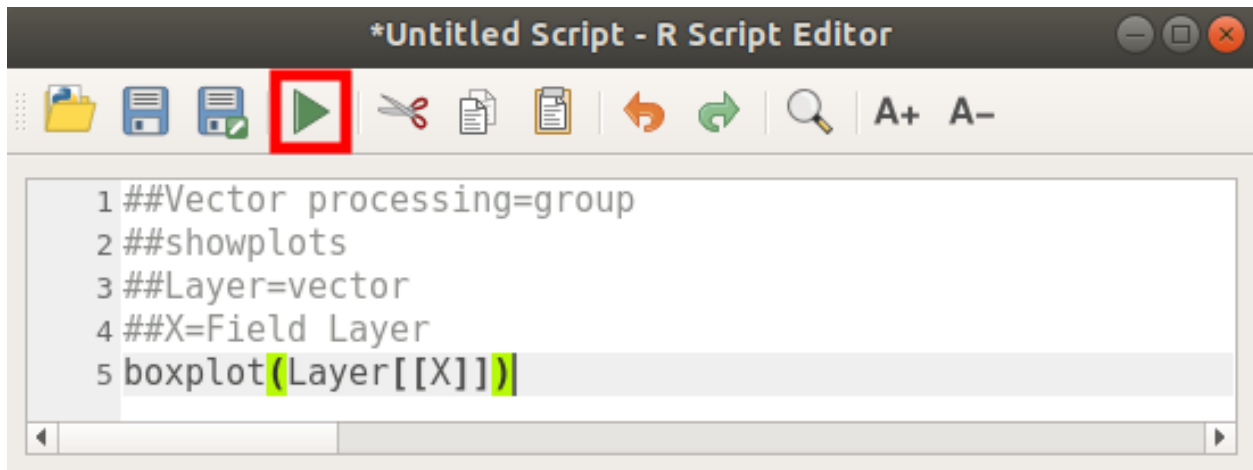 *Untitled Script - R Script Editor
A+ A-
1 ##Vector processing=group
2 ##showplots
3 ##Layer=vector
4 ##X=Field Layer
5 boxplot(Layer[[X]])